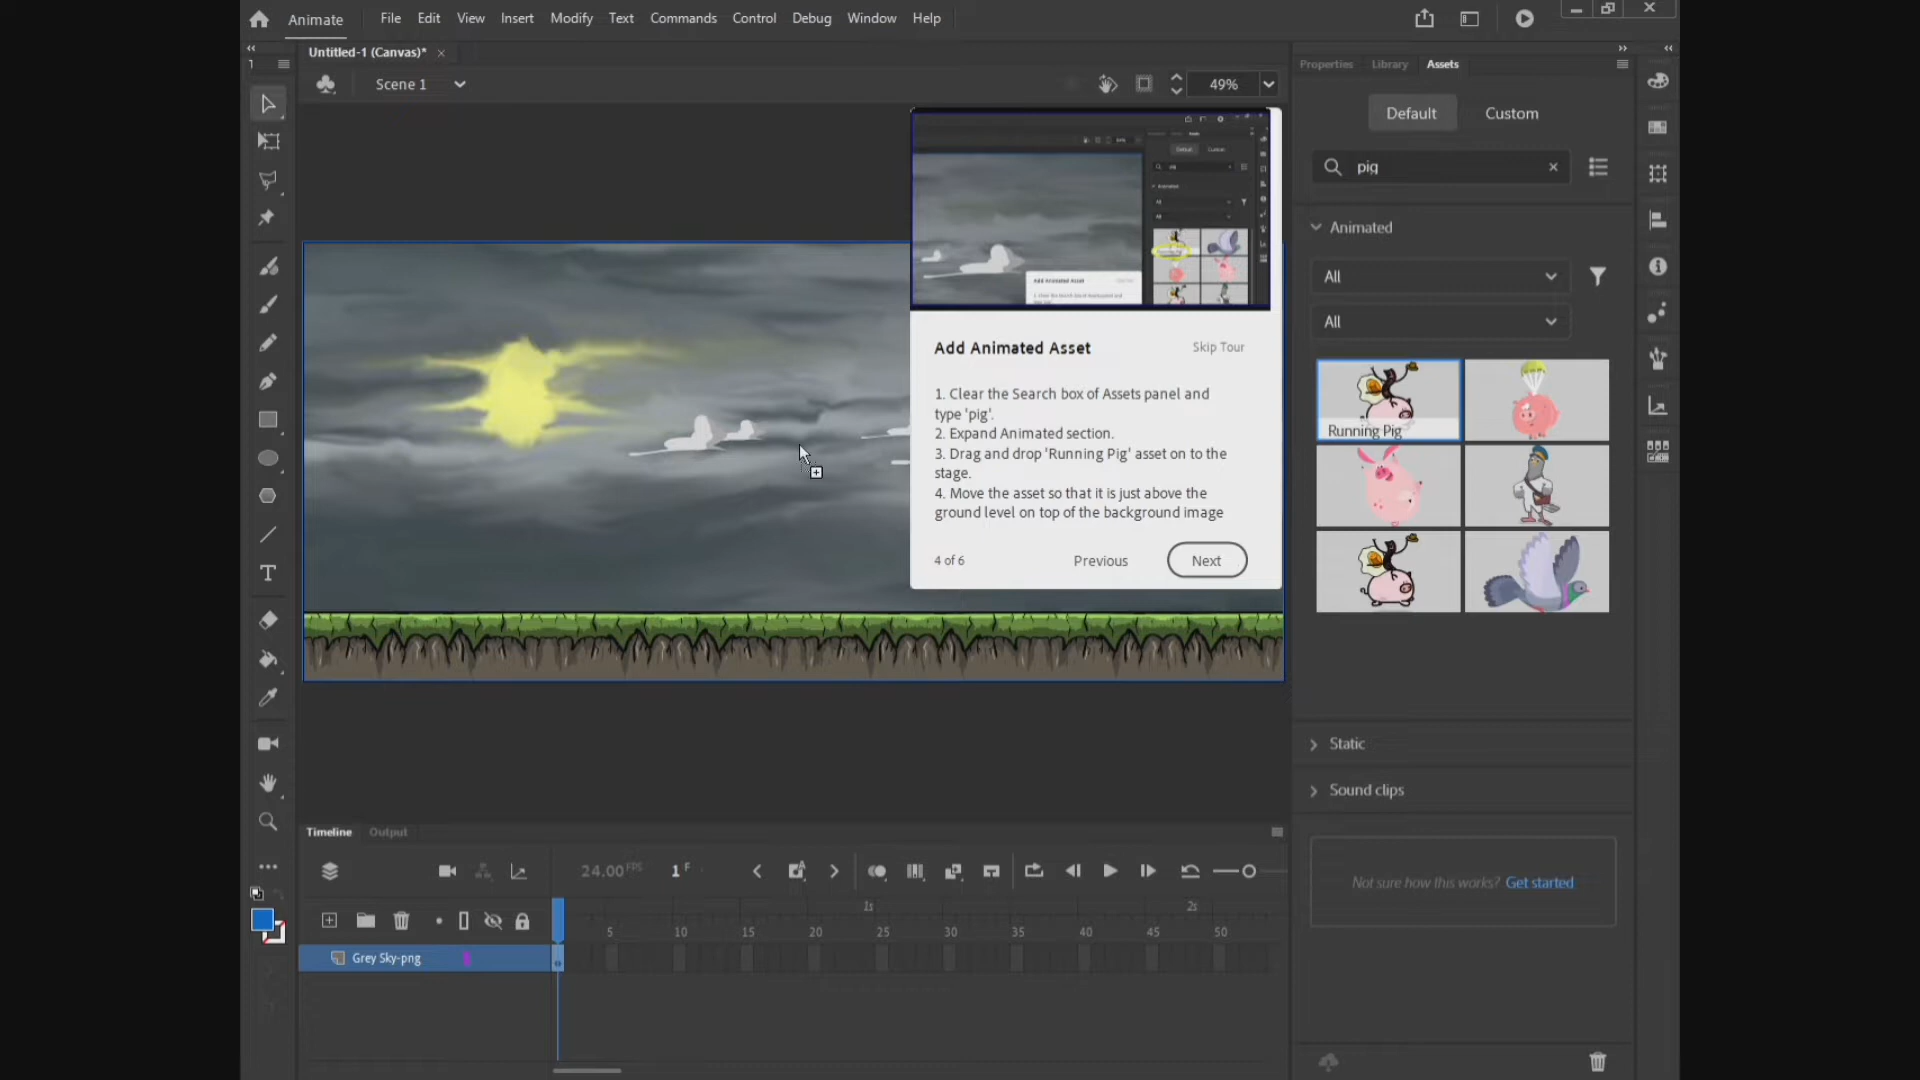 Animate
File
Edit
View
Insert
Modify
Text
Commands
Control
Debug
Window
Help
Untitled-1 (Canvas)*
Scene 1
49%
Properties
Library
Assets
Default
Custom
pig
Animated
All
All
Running Pig
Static
Sound clips
Not sure how this works? Get started
Add Animated Asset
Skip Tour
1. Clear the Search box of Assets panel and
type 'pig'.
2. Expand Animated section.
3. Drag and drop 'Running Pig' asset on to the
stage.
4. Move the asset so that it is just above the
ground level on top of the background image
4 of 6
Previous
Next
Timeline
Output
24.00 FPS
1 F
1s
2s
5
10
15
20
25
30
35
40
45
50
Grey Sky-png